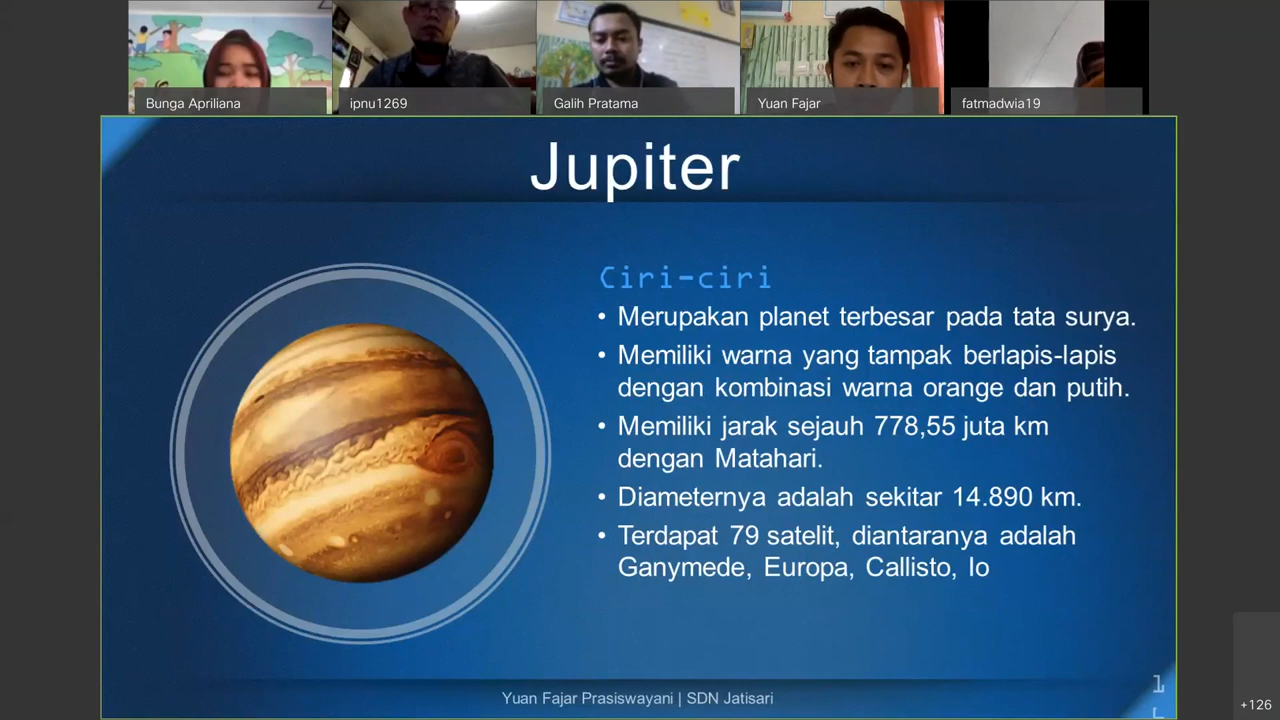 Bunga Apriliana
ipnu1269
Galih Pratama
Yuan Fajar
fatmadwia19
Jupiter
Ciri-ciri
• Merupakan planet terbesar pada tata surya.
• Memiliki warna yang tampak berlapis-lapis
dengan kombinasi warna orange dan putih.
• Memiliki jarak sejauh 778,55 juta km
dengan Matahari.
• Diameternya adalah sekitar 14.890 km.
• Terdapat 79 satelit, diantaranya adalah
Ganymede, Europa, Callisto, Io
Yuan Fajar Prasiswayani | SDN Jatisari
+126